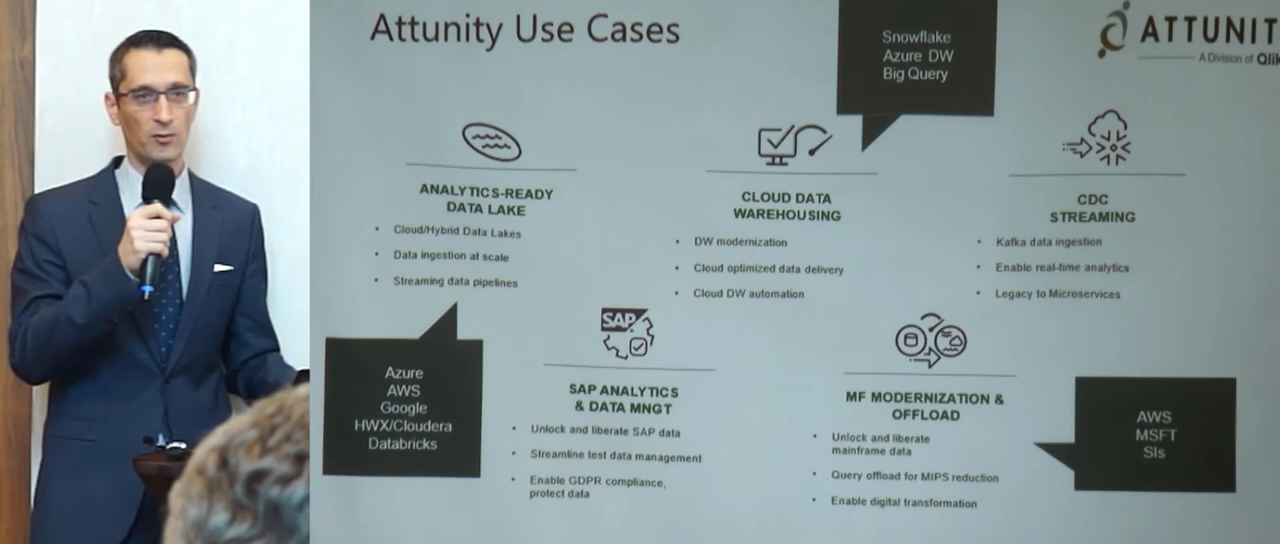 Attunity Use Cases
Snowflake
Azure DW
Big Query
ATTUNIT
A Division of Qlik
ANALYTICS-READY
DATA LAKE
• Cloud/Hybrid Data Lakes
• Data ingestion at scale
• Streaming data pipelines
CLOUD DATA
WAREHOUSING
• DW modernization
• Cloud optimized data delivery
• Cloud DW automation
CDC
STREAMING
• Kafka data ingestion
• Enable real-time analytics
• Legacy to Microservices
Azure
AWS
Google
HWX/Cloudera
Databricks
SAP
SAP ANALYTICS
& DATA MNGT
• Unlock and liberate SAP data
• Streamline test data management
• Enable GDPR compliance,
protect data
MF MODERNIZATION &
OFFLOAD
• Unlock and liberate
mainframe data
• Query offload for MIPS reduction
• Enable digital transformation
AWS
MSFT
SIs